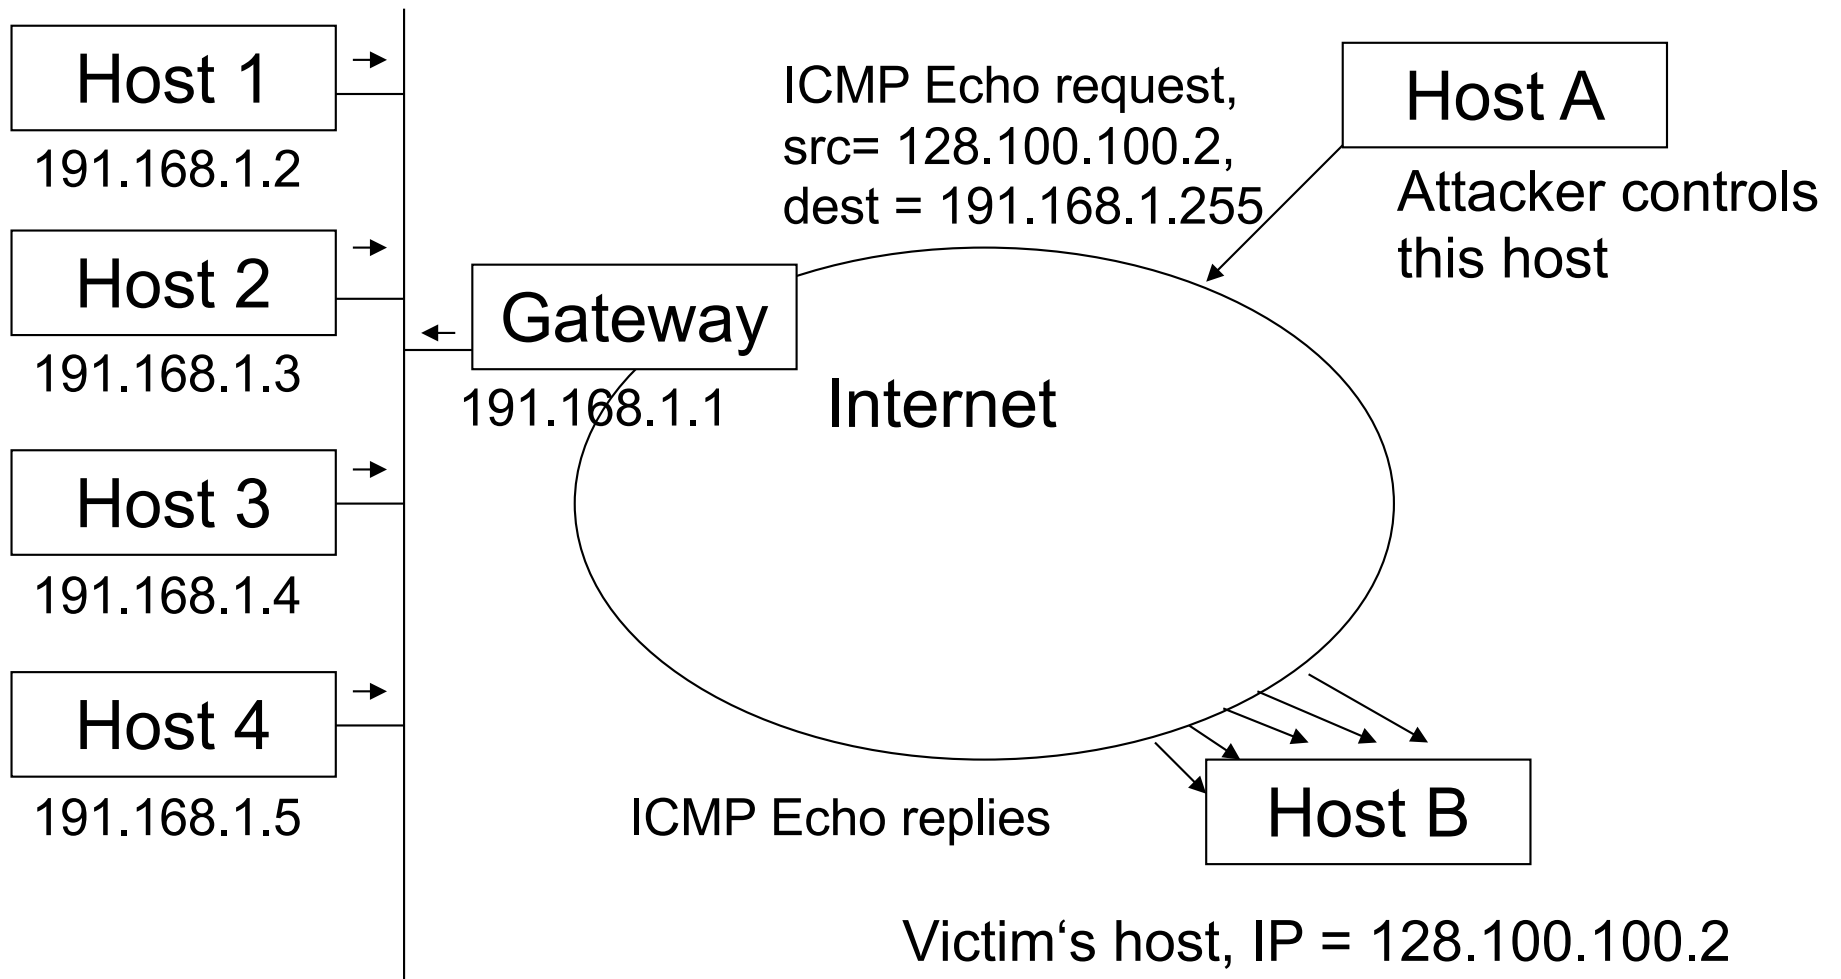 Host 1
191.168.1.2
Host 2
191.168.1.3
Host 3
191.168.1.4
Host 4
191.168.1.5
Gateway
191.168.1.1
Internet
ICMP Echo request,
src= 128.100.100.2,
dest = 191.168.1.255
Host A
Attacker controls
this host
ICMP Echo replies
Host B
Victim‘s host, IP = 128.100.100.2